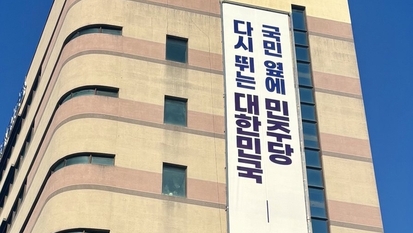 다시 뛰는 대한민국
국민 옆에 민주당